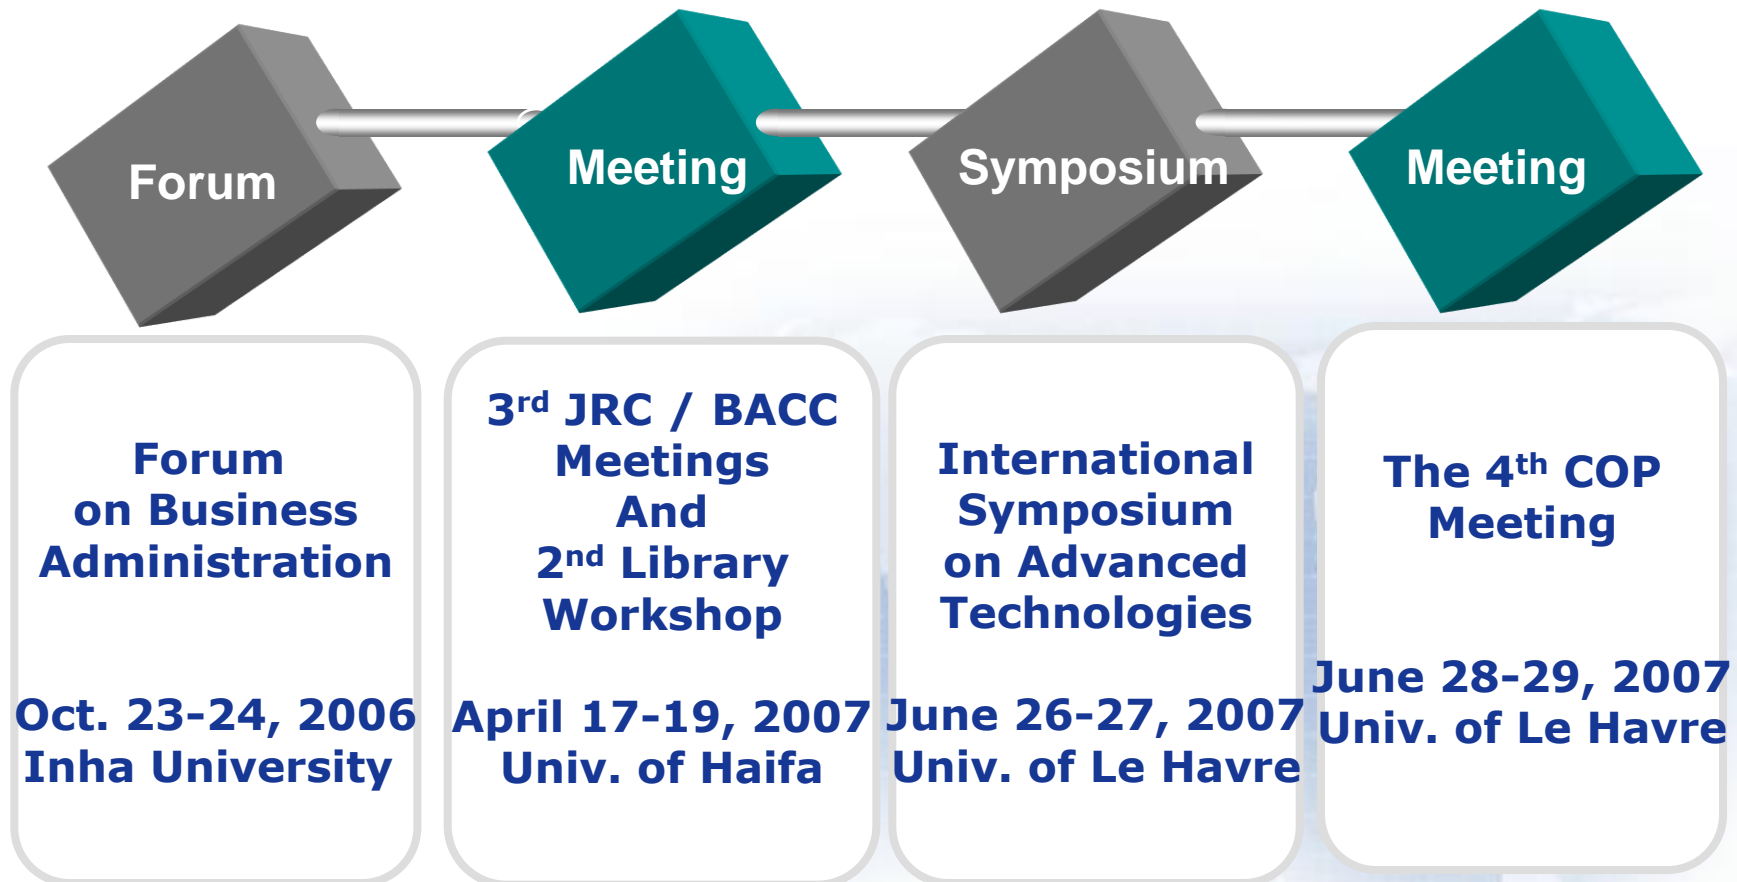 Forum
Meeting
Symposium
Meeting
Forum
on Business
Administration
Oct. 23-24, 2006
Inha University
3rd JRC / BACC
Meetings
And
2nd Library
Workshop
April 17-19, 2007
Univ. of Haifa
International
Symposium
on Advanced
Technologies
June 26-27, 2007
Univ. of Le Havre
The 4th COP
Meeting
June 28-29, 2007
Univ. of Le Havre